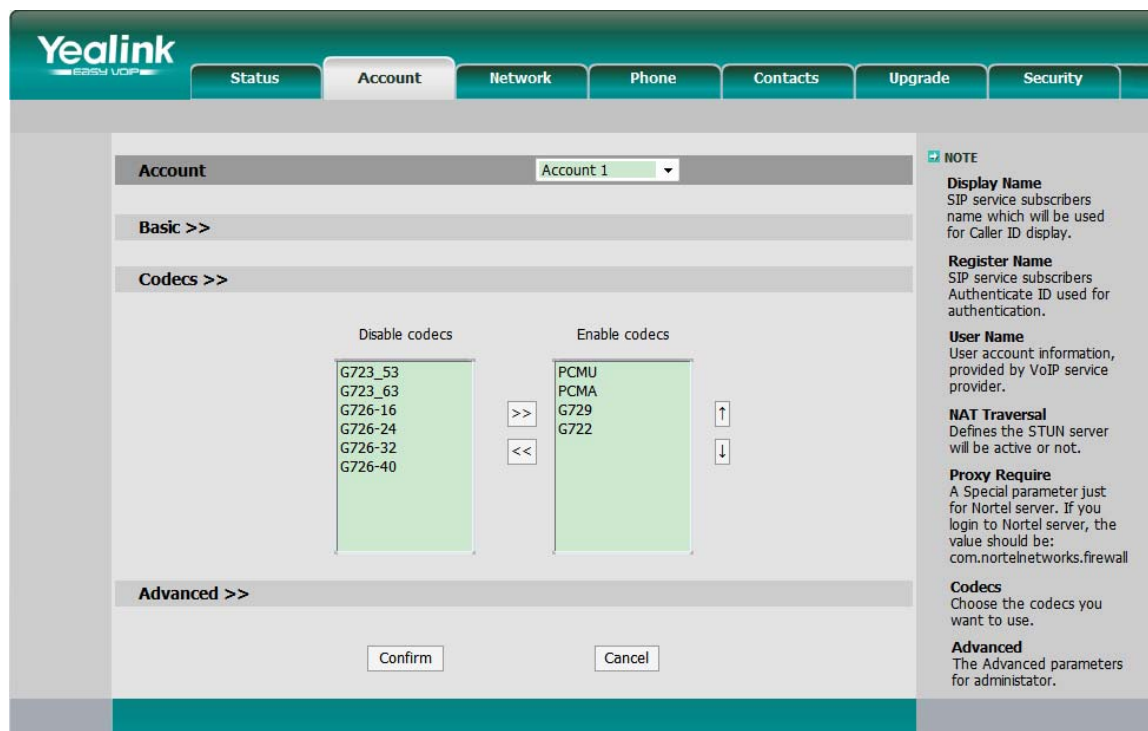 Yealink
EASY VOIP
Status Account Network Phone Contacts Upgrade Security
Account Account 1
Basic >>
Codecs >>
Disable codecs Enable codecs
G723_53
G723_63
G726-16
G726-24
G726-32
G726-40
>>
<<
PCMU
PCMA
G729
G722
↑
↓
Advanced >>
Confirm Cancel
NOTE
Display Name
SIP service subscribers
name which will be used
for Caller ID display.
Register Name
SIP service subscribers
Authenticate ID used for
authentication.
User Name
User account information,
provided by VoIP service
provider.
NAT Traversal
Defines the STUN server
will be active or not.
Proxy Require
A Special parameter just
for Nortel server. If you
login to Nortel server, the
value should be:
com.nortelnetworks.firewall
Codecs
Choose the codecs you
want to use.
Advanced
The Advanced parameters
for administator.